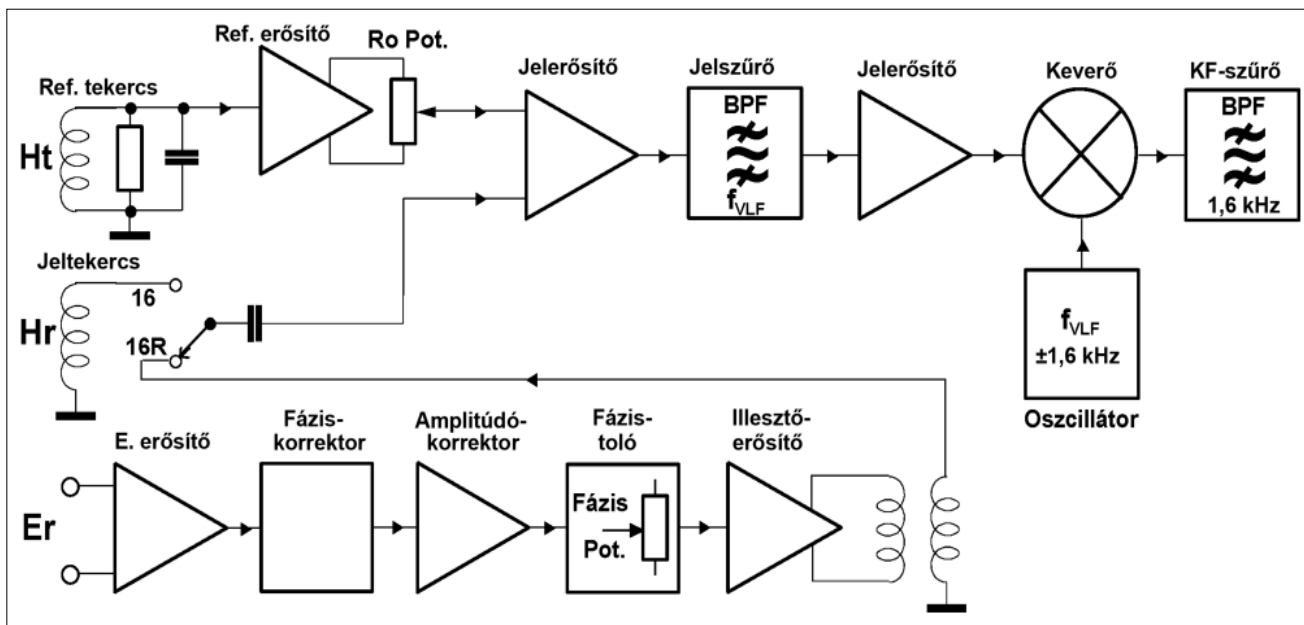 Ref. erősítő
Ro Pot.
Ref. tekercs
Ht
Jelerősítő
Jelszűrő
BPF
fVLF
Jelerősítő
Keverő
KF-szűrő
BPF
1,6 kHz
Jeltekercs
Hr
16
16R
fVLF
±1,6 kHz
Oszcillátor
E. erősítő
Er
Fázis-
korrektor
Amplitúdó-
korrektor
Fázis-
toló
Fázis
Pot.
Illesztő-
erősítő